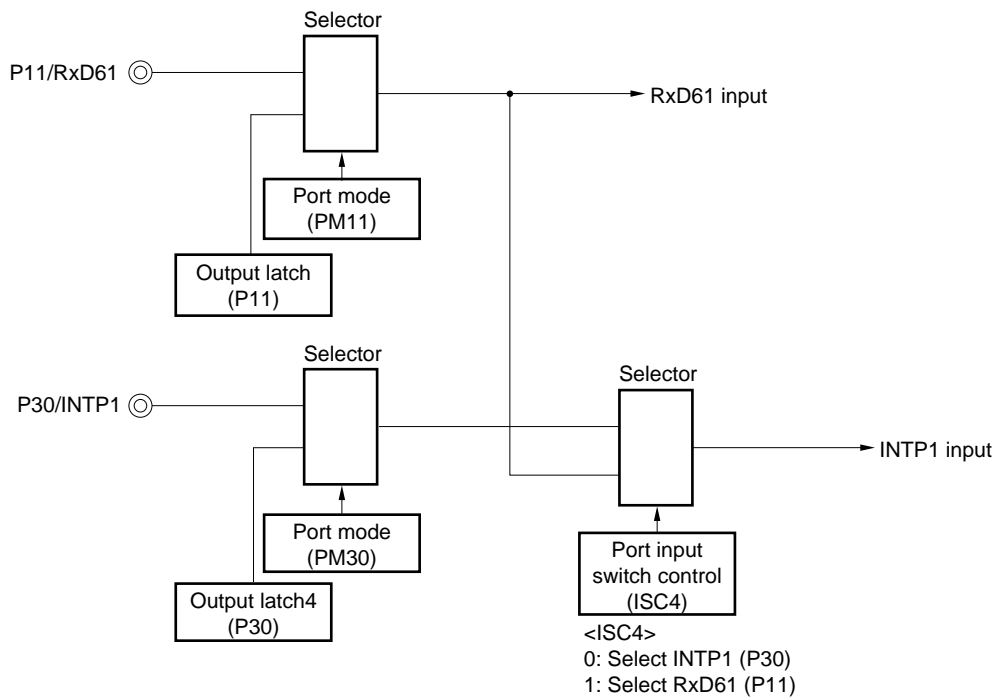 Selector
P11/RxD61
RxD61 input
Port mode
(PM11)
Output latch
(P11)
Selector
Selector
P30/INTP1
INTP1 input
Port mode
(PM30)
Port input
switch control
(ISC4)
Output latch4
(P30)
<ISC4>
0: Select INTP1 (P30)
1: Select RxD61 (P11)